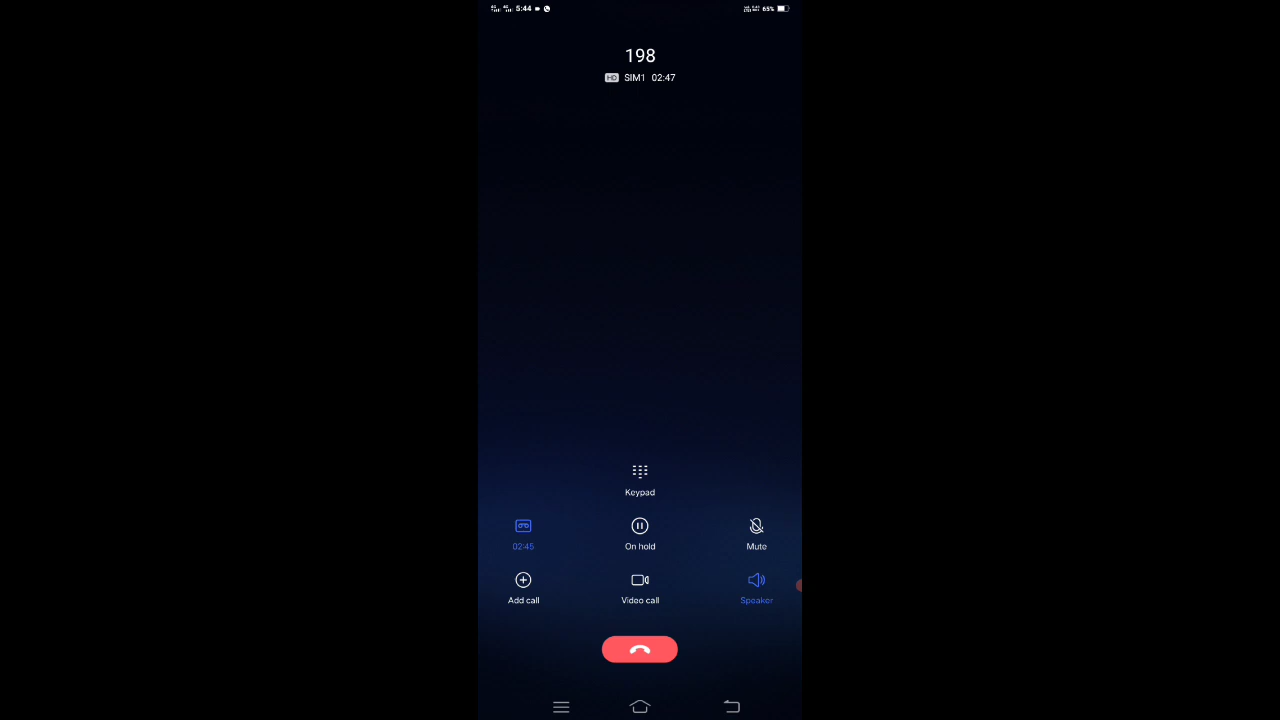 5:44 65%
198
HD SIM1 02:47
Keypad
02:45 On hold Mute
Add call Video call Speaker